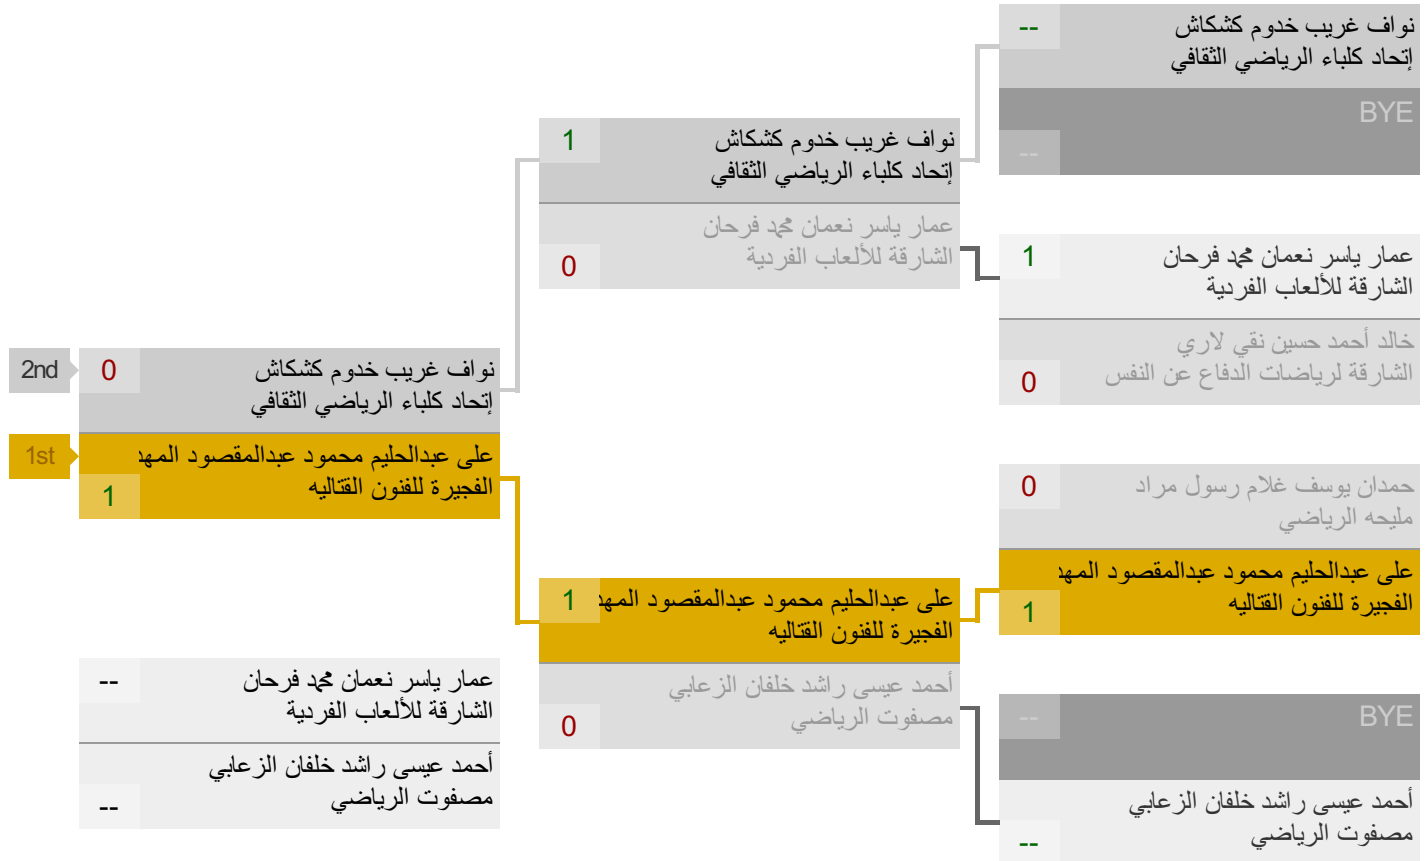 نواف غريب خدوم كشكاش
--
إتحاد كلباء الرياضي الثقافي
BYE
--
عمار ياسر نعمان محمد فرحان
1
الشارقة للألعاب الفردية
خالد أحمد حسين نقي لاري
الشارقة لرياضات الدفاع عن النفس
0
حمدان يوسف غلام رسول مراد
0
مليحه الرياضي
على عبدالحليم محمود عبدالمقصود المهد
الفجيرة للفنون القتاليه
1
BYE
--
أحمد عيسى راشد خلفان الزعابي
مصفوت الرياضي
--
نواف غريب خدوم كشكاش
1
إتحاد كلباء الرياضي الثقافي
عمار ياسر نعمان محمد فرحان
الشارقة للألعاب الفردية
0
على عبدالحليم محمود عبدالمقصود المهد
1
الفجيرة للفنون القتاليه
أحمد عيسى راشد خلفان الزعابي
مصفوت الرياضي
0
نواف غريب خدوم كشكاش
0
2nd
إتحاد كلباء الرياضي الثقافي
على عبدالحليم محمود عبدالمقصود المهد
1st
الفجيرة للفنون القتاليه
1
عمار ياسر نعمان محمد فرحان
--
الشارقة للألعاب الفردية
أحمد عيسى راشد خلفان الزعابي
مصفوت الرياضي
--